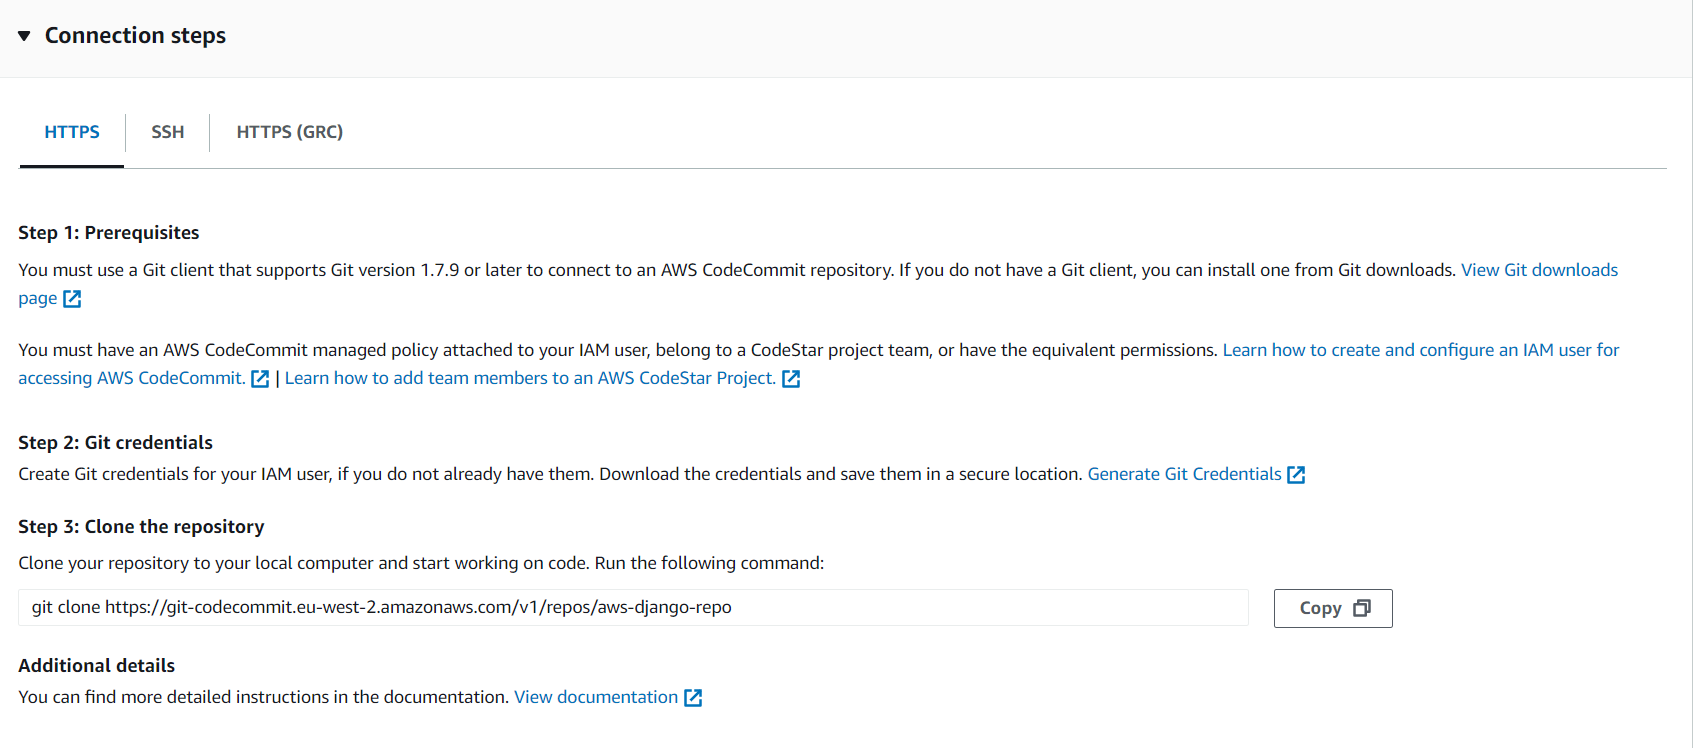 Connection steps
HTTPS
SSH
HTTPS (GRC)
Step 1: Prerequisites
You must use a Git client that supports Git version 1.7.9 or later to connect to an AWS CodeCommit repository. If you do not have a Git client, you can install one from Git downloads. View Git downloads
page
You must have an AWS CodeCommit managed policy attached to your IAM user, belong to a CodeStar project team, or have the equivalent permissions. Learn how to create and configure an IAM user for
accessing AWS CodeCommit. | Learn how to add team members to an AWS CodeStar Project.
Step 2: Git credentials
Create Git credentials for your IAM user, if you do not already have them. Download the credentials and save them in a secure location. Generate Git Credentials
Step 3: Clone the repository
Clone your repository to your local computer and start working on code. Run the following command:
git clone https://git-codecommit.eu-west-2.amazonaws.com/v1/repos/aws-django-repo
Copy
Additional details
You can find more detailed instructions in the documentation. View documentation